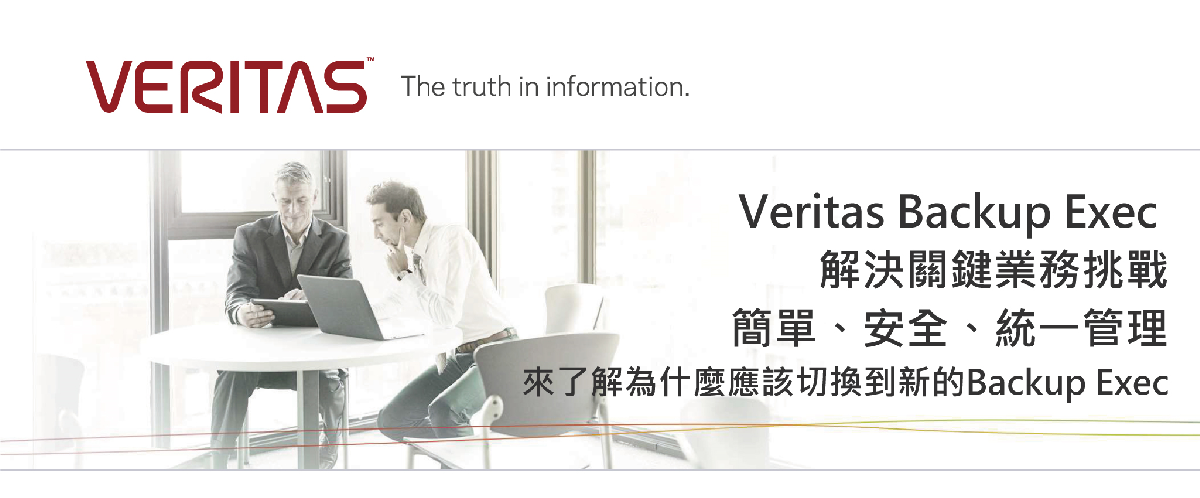 VERITAS™ The truth in information.
Veritas Backup Exec
解決關鍵業務挑戰
簡單、安全、統一管理
來了解為什麼應該切換到新的Backup Exec